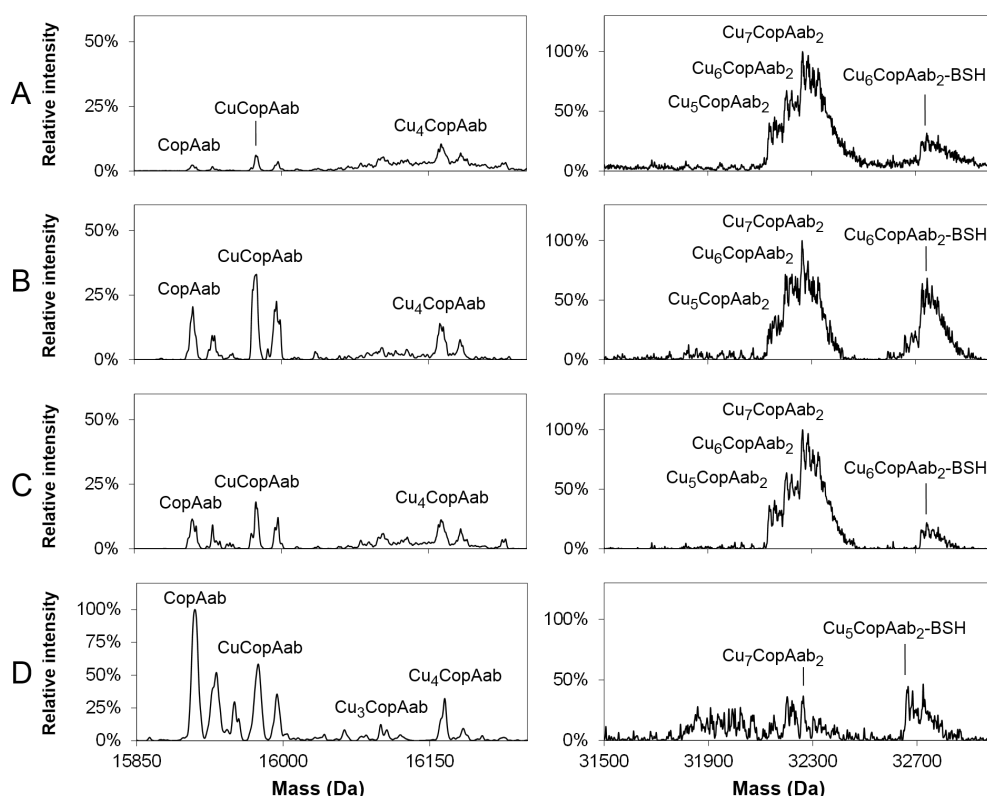 A
Relative intensity
50%
25%
0%
CopAab
CuCopAab
Cu₄CopAab
100%
50%
0%
Cu₇CopAab₂
Cu₆CopAab₂
Cu₅CopAab₂
Cu₆CopAab₂-BSH
B
Relative intensity
50%
25%
0%
CopAab
CuCopAab
Cu₄CopAab
100%
50%
0%
Cu₇CopAab₂
Cu₆CopAab₂
Cu₅CopAab₂
Cu₆CopAab₂-BSH
C
Relative intensity
50%
25%
0%
CopAab
CuCopAab
Cu₄CopAab
100%
50%
0%
Cu₇CopAab₂
Cu₆CopAab₂
Cu₅CopAab₂
Cu₆CopAab₂-BSH
D
Relative intensity
100%
75%
50%
25%
0%
CopAab
CuCopAab
Cu₃CopAab
Cu₄CopAab
15850 16000 16150
Mass (Da)
100%
50%
0%
Cu₇CopAab₂
Cu₅CopAab₂-BSH
31500 31900 32300 32700
Mass (Da)